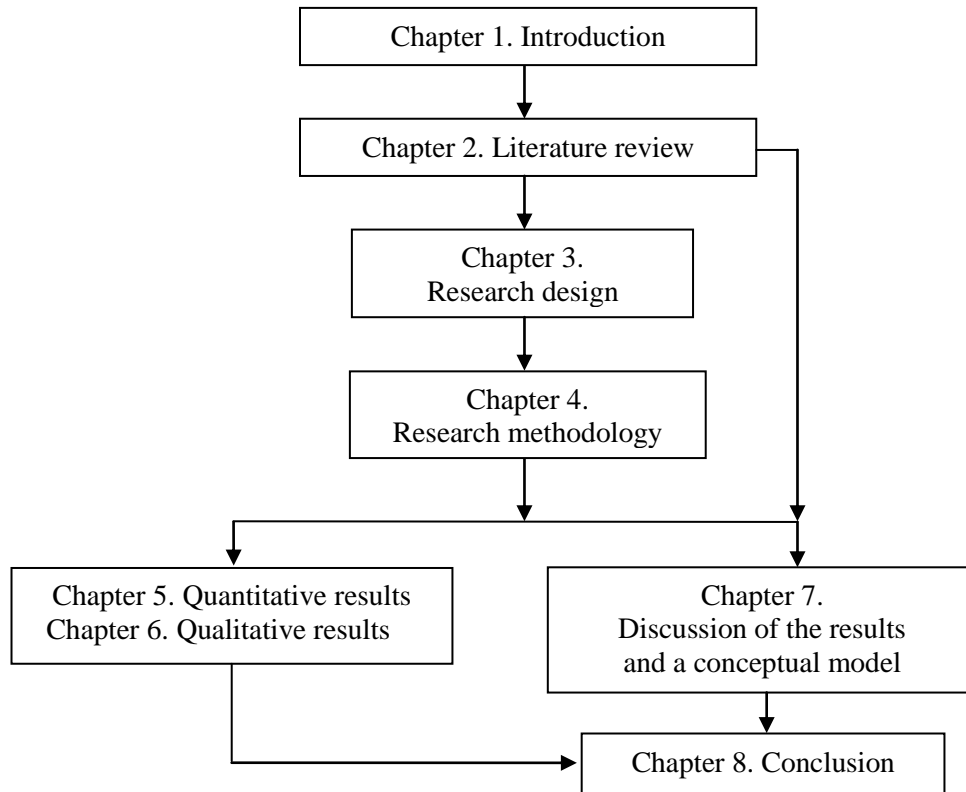 Chapter 1. Introduction
Chapter 2. Literature review
Chapter 3.
Research design
Chapter 4.
Research methodology
Chapter 5. Quantitative results
Chapter 6. Qualitative results
Chapter 7.
Discussion of the results
and a conceptual model
Chapter 8. Conclusion